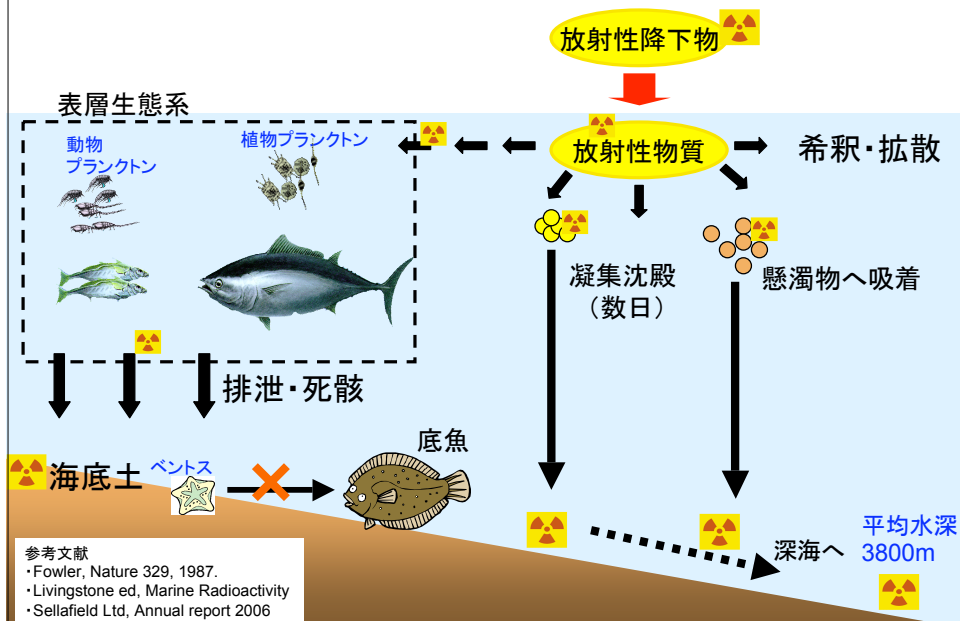 放射性降下物
表層生態系
動物
プランクトン
植物プランクトン
放射性物質
希釈・拡散
凝集沈殿
（数日）
懸濁物へ吸着
排泄・死骸
底魚
海底土
ベントス
深海へ
平均水深
3800m
参考文献
・Fowler, Nature 329, 1987.
・Livingstone ed, Marine Radioactivity
・Sellafield Ltd, Annual report 2006